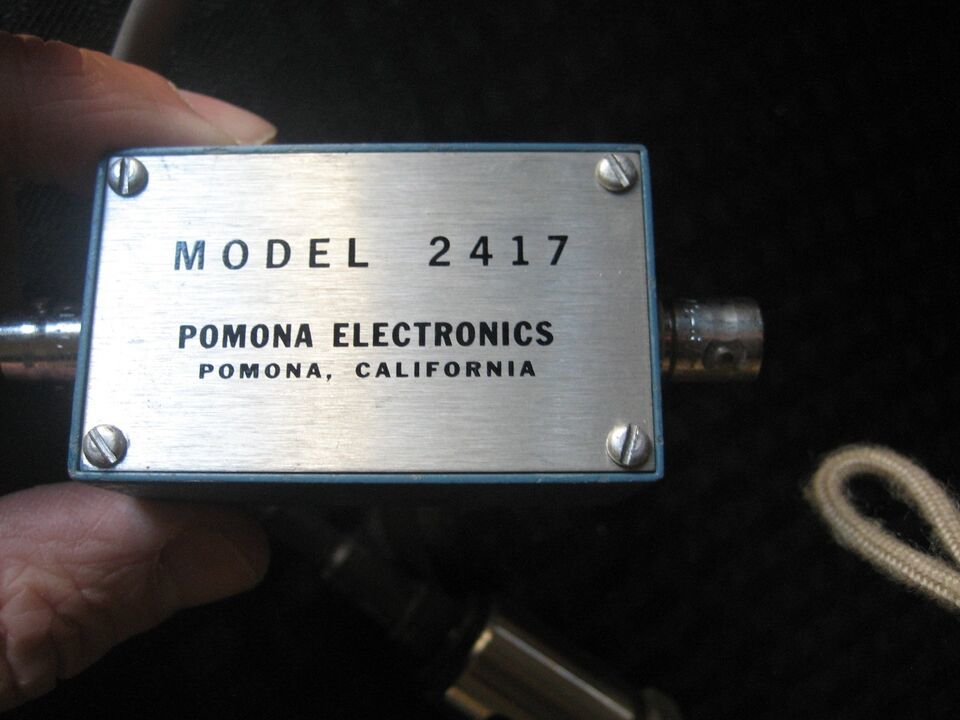 MODEL 2417
POMONA ELECTRONICS
POMONA, CALIFORNIA